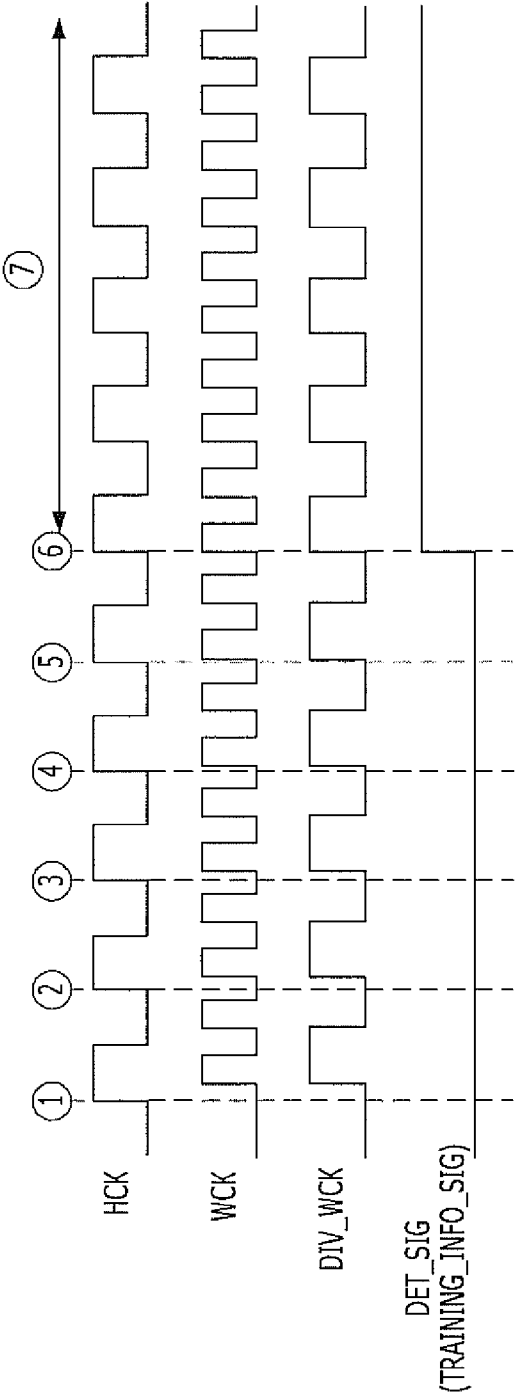 ① ② ③ ④ ⑤ ⑥ ⑦
HCK
WCK
DIV_WCK
DET_SIG
(TRAINING_INFO_SIG)